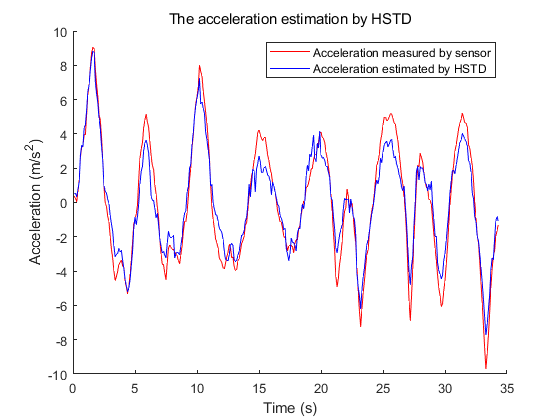 The acceleration estimation by HSTD
Acceleration measured by sensor
Acceleration estimated by HSTD
Acceleration (m/s²)
10
8
6
4
2
0
-2
-4
-6
-8
-10
0 5 10 15 20 25 30 35
Time (s)